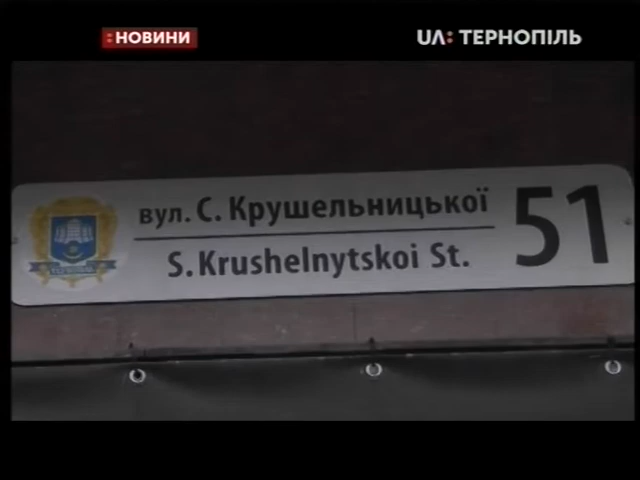 :НОВИНИ
UA: ТЕРНОПІЛЬ
вул. С. Крушельницької
S. Krushelnytskoi St.
51